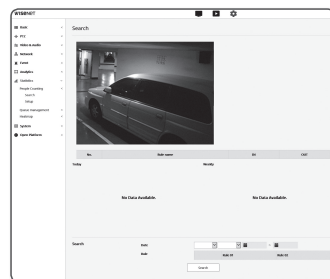 WISENET
Basic
PTZ
Video & Audio
Network
Event
Analytics
Statistics
People Counting
Search
Setup
Queue management
Heatmap
System
Open Platform
Search
No. Rule name IN OUT
Today Weekly
No Data Available. No Data Available.
Search Date ~
Rule Rule 01 Rule 02
Search